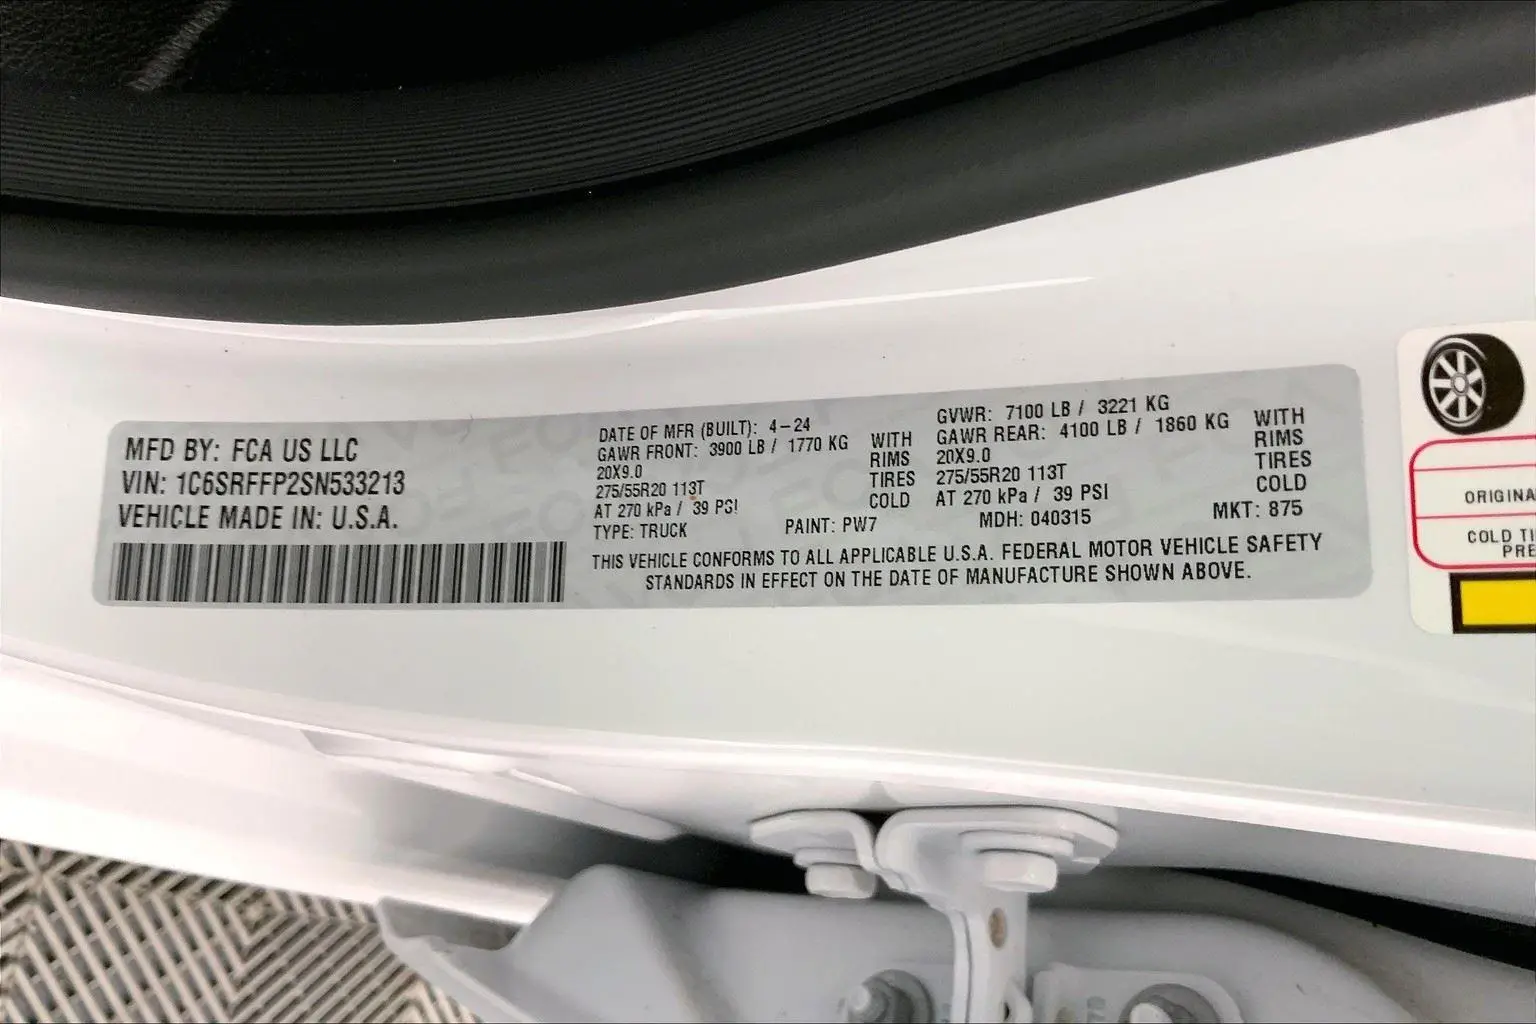 MFD BY: FCA US LLC
VIN: 1C6SRFFP2SN533213
VEHICLE MADE IN: U.S.A.
DATE OF MFR (BUILT): 4-24
GAWR FRONT: 3900 LB / 1770 KG WITH
20X9.0 RIMS
275/55R20 113T TIRES
AT 270 kPa / 39 PSI COLD
GVWR: 7100 LB / 3221 KG
GAWR REAR: 4100 LB / 1860 KG WITH
20X9.0 RIMS
275/55R20 113T TIRES
AT 270 kPa / 39 PSI COLD
TYPE: TRUCK PAINT: PW7 MDH: 040315 MKT: 875
THIS VEHICLE CONFORMS TO ALL APPLICABLE U.S.A. FEDERAL MOTOR VEHICLE SAFETY
STANDARDS IN EFFECT ON THE DATE OF MANUFACTURE SHOWN ABOVE.
ORIGINA
COLD TI
PRE